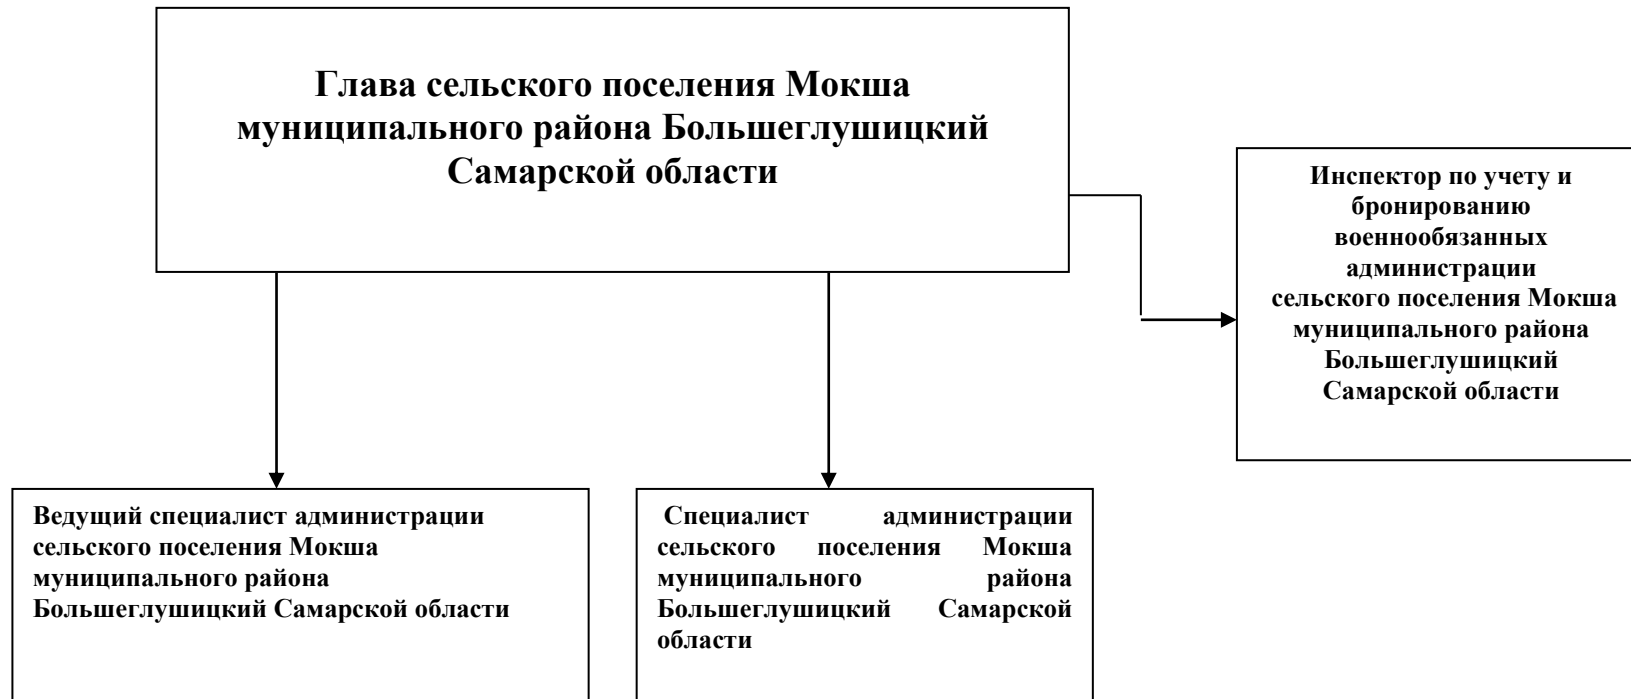 Глава сельского поселения Мокша
муниципального района Большеглушицкий
Самарской области
Инспектор по учету и
бронированию
военнообязанных
администрации
сельского поселения Мокша
муниципального района
Большеглушицкий
Самарской области
Ведущий специалист администрации
сельского поселения Мокша
муниципального района
Большеглушицкий Самарской области
Специалист администрации
сельского поселения Мокша
муниципального района
Большеглушицкий Самарской
области